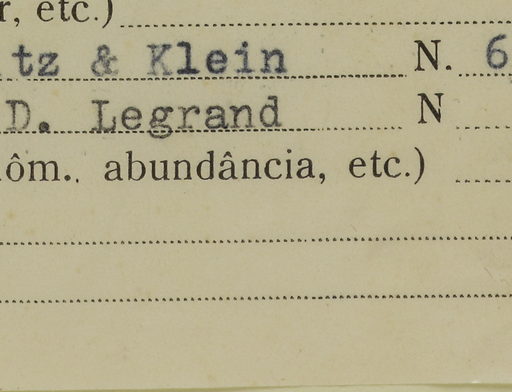 r, etc.)
tz & Klein N. 6
D. Legrand N
ôm., abundância, etc.)